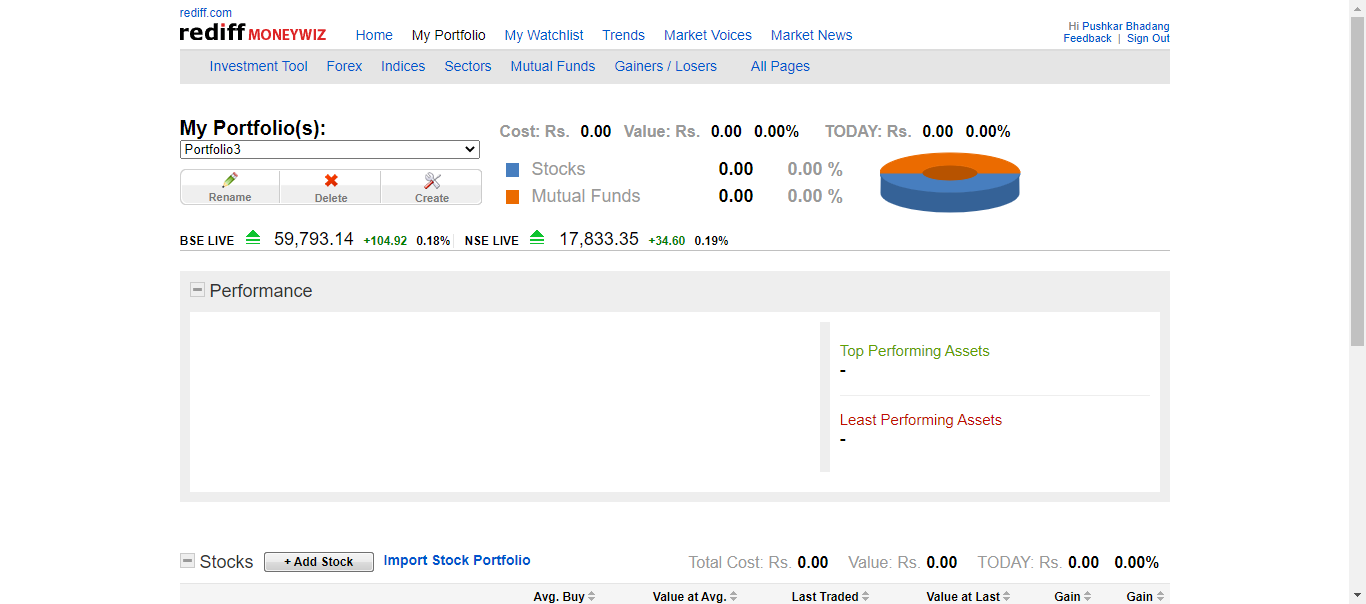 rediff.com
rediff MONEYWIZ Home My Portfolio My Watchlist Trends Market Voices Market News
Hi Pushkar Bhadang
Feedback | Sign Out
Investment Tool Forex Indices Sectors Mutual Funds Gainers / Losers All Pages
My Portfolio(s):
Portfolio3
Rename Delete Create
Cost: Rs. 0.00 Value: Rs. 0.00 0.00% TODAY: Rs. 0.00 0.00%
Stocks 0.00 0.00 %
Mutual Funds 0.00 0.00 %
BSE LIVE 59,793.14 +104.92 0.18% NSE LIVE 17,833.35 +34.60 0.19%
Performance
Top Performing Assets
-
Least Performing Assets
-
Stocks + Add Stock Import Stock Portfolio Total Cost: Rs. 0.00 Value: Rs. 0.00 TODAY: Rs. 0.00 0.00%
Avg. Buy Value at Avg. Last Traded Value at Last Gain Gain